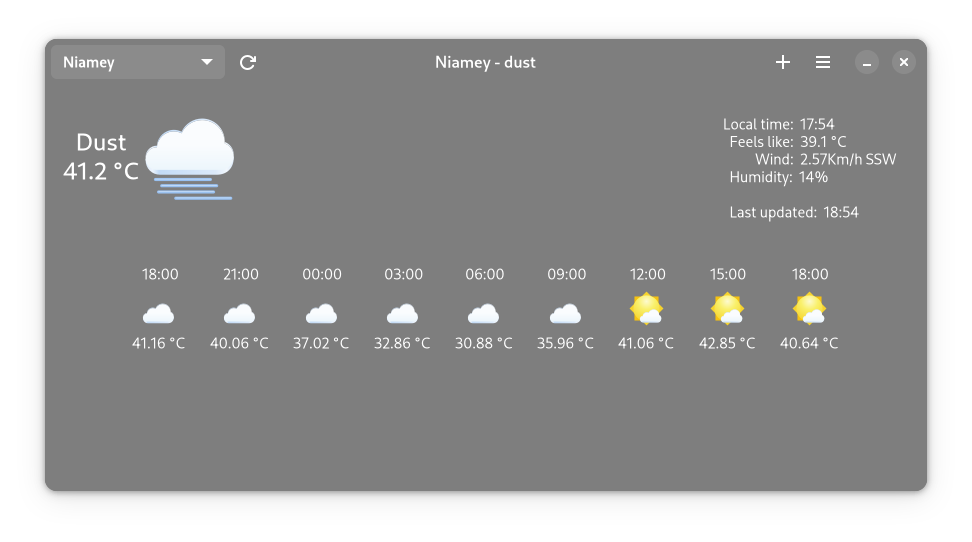 Niamey
Niamey - dust
Dust
41.2 °C
Local time: 17:54
Feels like: 39.1 °C
Wind: 2.57Km/h SSW
Humidity: 14%
Last updated: 18:54
18:00 21:00 00:00 03:00 06:00 09:00 12:00 15:00 18:00
41.16 °C 40.06 °C 37.02 °C 32.86 °C 30.88 °C 35.96 °C 41.06 °C 42.85 °C 40.64 °C